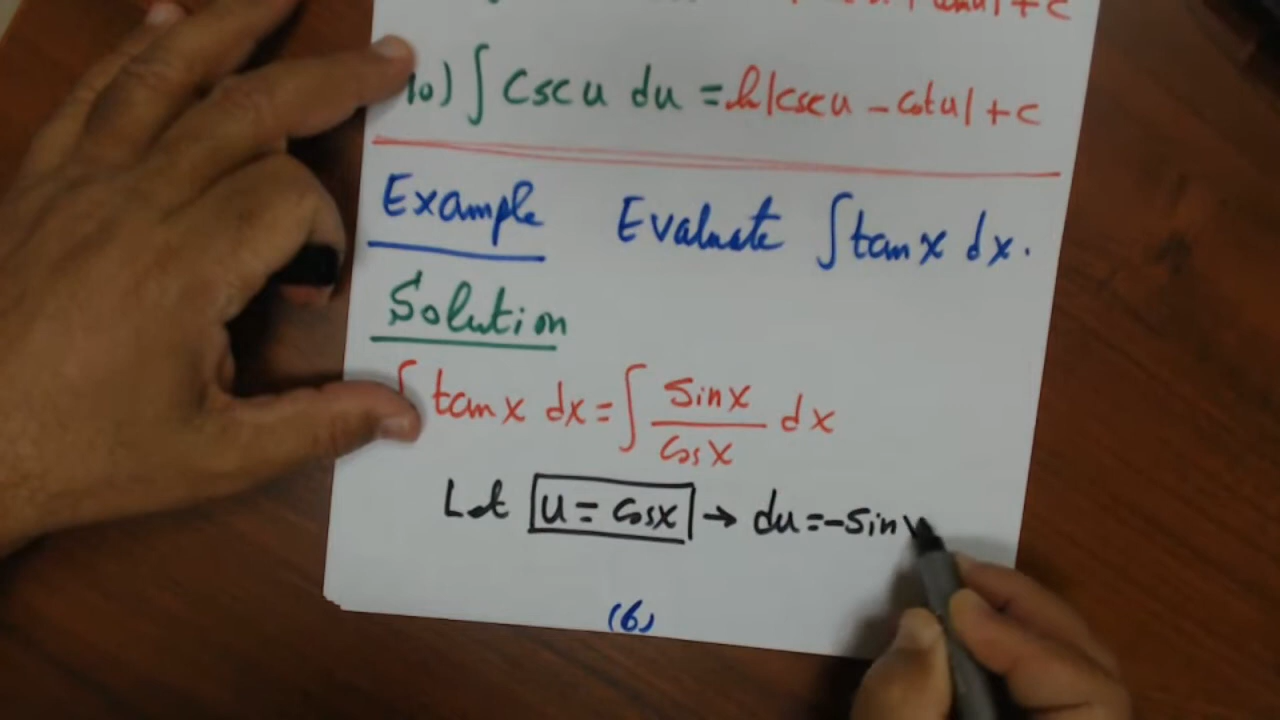 | + c
10) ∫ csc u du = ln|csc u - cot u| + c
Example Evaluate ∫ tan x dx.
Solution
∫ tan x dx = ∫ sin x / cos x dx
Let u = cos x → du = - sin x
(6)